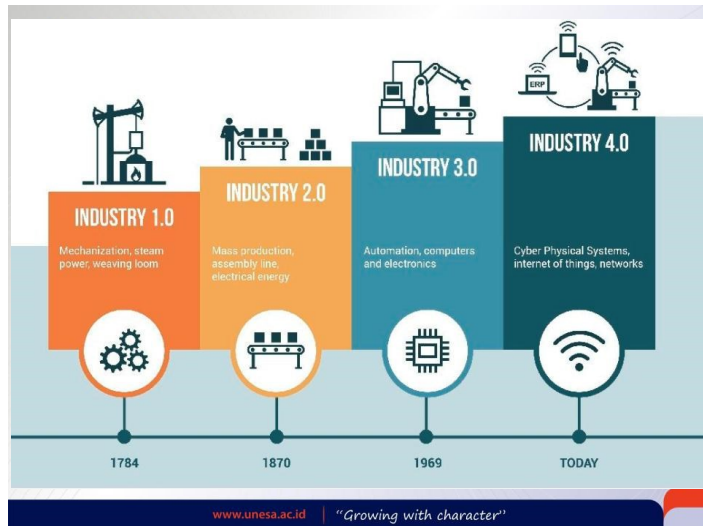 ERP
INDUSTRY 1.0
Mechanization, steam
power, weaving loom
INDUSTRY 2.0
Mass production,
assembly line,
electrical energy
INDUSTRY 3.0
Automation, computers
and electronics
INDUSTRY 4.0
Cyber Physical Systems,
internet of things, networks
1784
1870
1969
TODAY
www.unesa.ac.id
"Growing with character"